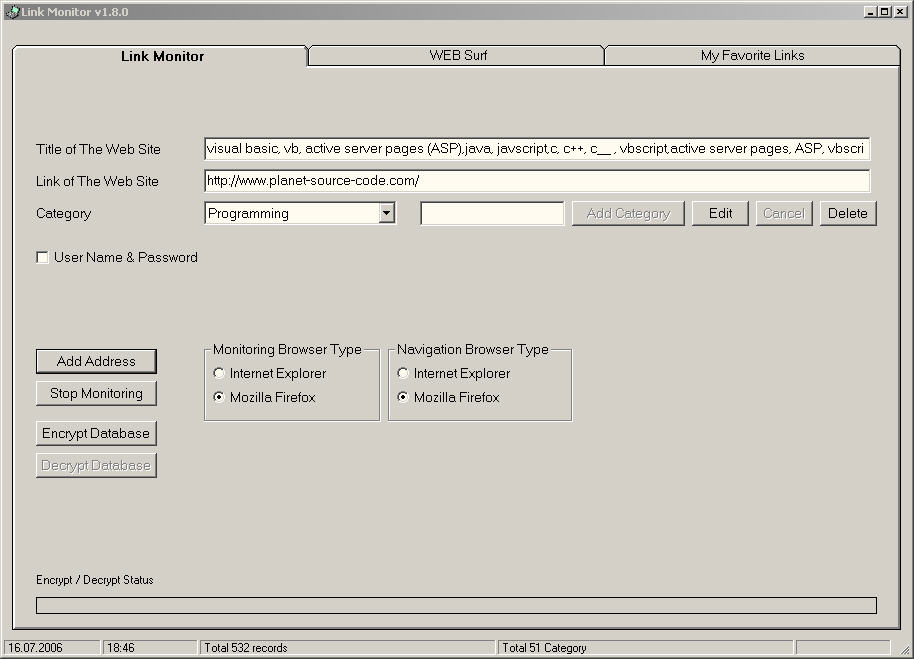 Link Monitor v1.8.0
Link Monitor WEB Surf My Favorite Links
Title of The Web Site visual basic, vb, active server pages (ASP),java, javscript,c, c++, c__ , vbscript,active server pages, ASP, vbscri
Link of The Web Site http://www.planet-source-code.com/
Category Programming Add Category Edit Cancel Delete
User Name & Password
Monitoring Browser Type Navigation Browser Type
Add Address Internet Explorer Internet Explorer
Stop Monitoring Mozilla Firefox Mozilla Firefox
Encrypt Database
Decrypt Database
Encrypt / Decrypt Status
16.07.2006 18:46 Total 532 records Total 51 Category